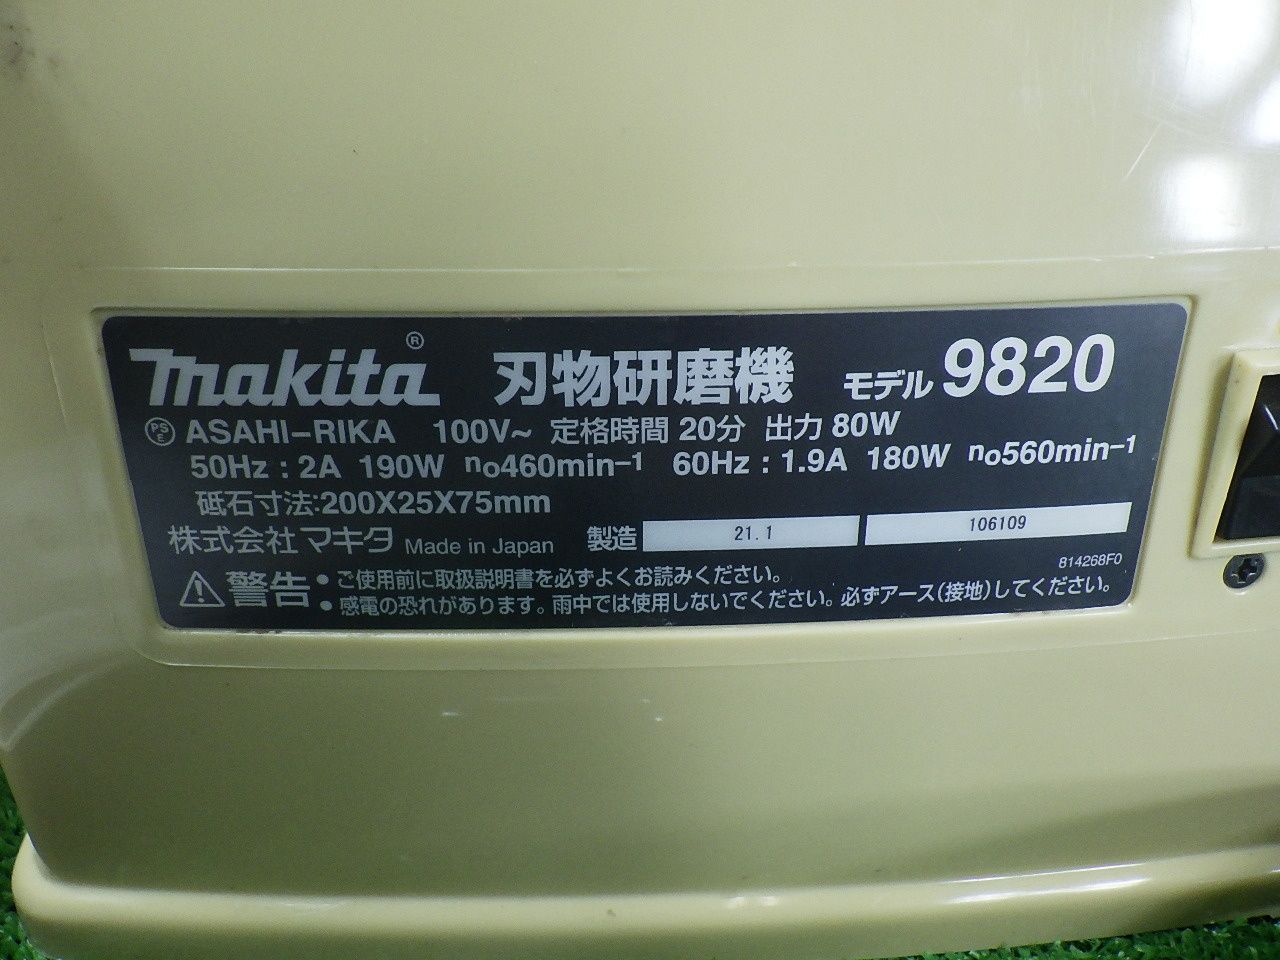 makita® 刃物研磨機 モデル 9820
PSE ASAHI-RIKA 100V~ 定格時間 20分 出力 80W
50Hz : 2A 190W no460min-1 60Hz : 1.9A 180W no560min-1
砥石寸法:200X25X75mm
株式会社 マキタ Made in Japan 製造 21.1 106109
814268F0
⚠警告 • ご使用前に取扱説明書を必ずよくお読みください。
• 感電の恐れがあります。雨中では使用しないでください。必ずアース(接地)してください。